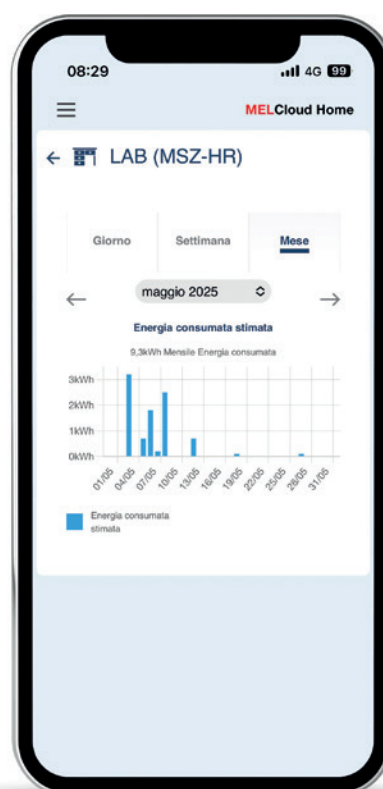 08:29
4G 99
MELCloud Home
LAB (MSZ-HR)
Giorno Settimana Mese
maggio 2025
Energia consumata stimata
9,3kWh Mensile Energia consumata
3kWh
2kWh
1kWh
0kWh
01/05 04/05 07/05 10/05 13/05 16/05 19/05 22/05 25/05 28/05 31/05
Energia consumata
stimata